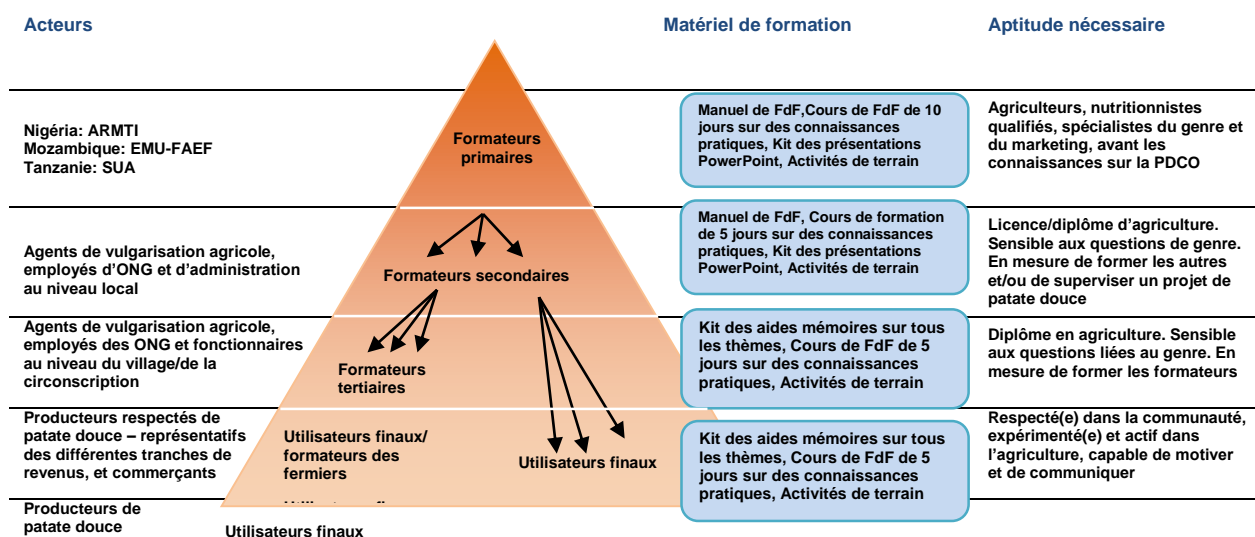 Acteurs
Matériel de formation
Aptitude nécessaire
Nigéria: ARMTI
Mozambique: EMU-FAEF
Tanzanie: SUA
Formateurs
primaires
Manuel de FdF,Cours de FdF de 10
jours sur des connaissances
pratiques, Kit des présentations
PowerPoint, Activités de terrain
Agriculteurs, nutritionnistes
qualifiés, spécialistes du genre et
du marketing, avant les
connaissances sur la PDCO
Agents de vulgarisation agricole,
employés d'ONG et d'administration
au niveau local
Formateurs secondaires
Manuel de FdF, Cours de formation
de 5 jours sur des connaissances
pratiques, Kit des présentations
PowerPoint, Activités de terrain
Licence/diplôme d'agriculture.
Sensible aux questions de genre.
En mesure de former les autres
et/ou de superviser un projet de
patate douce
Agents de vulgarisation agricole,
employés des ONG et fonctionnaires
au niveau du village/de la
circonscription
Formateurs
tertiaires
Kit des aides mémoires sur tous
les thèmes, Cours de FdF de 5
jours sur des connaissances
pratiques, Activités de terrain
Diplôme en agriculture. Sensible
aux questions liées au genre. En
mesure de former les formateurs
Producteurs respectés de
patate douce – représentatifs
des différentes tranches de
revenus, et commerçants
Utilisateurs finaux/
formateurs des
fermiers
Utilisateurs finaux
Kit des aides mémoires sur tous
les thèmes, Cours de FdF de 5
jours sur des connaissances
pratiques, Activités de terrain
Respecté(e) dans la communauté,
expérimenté(e) et actif dans
l'agriculture, capable de motiver
et de communiquer
Producteurs de
patate douce
Utilisateurs finaux